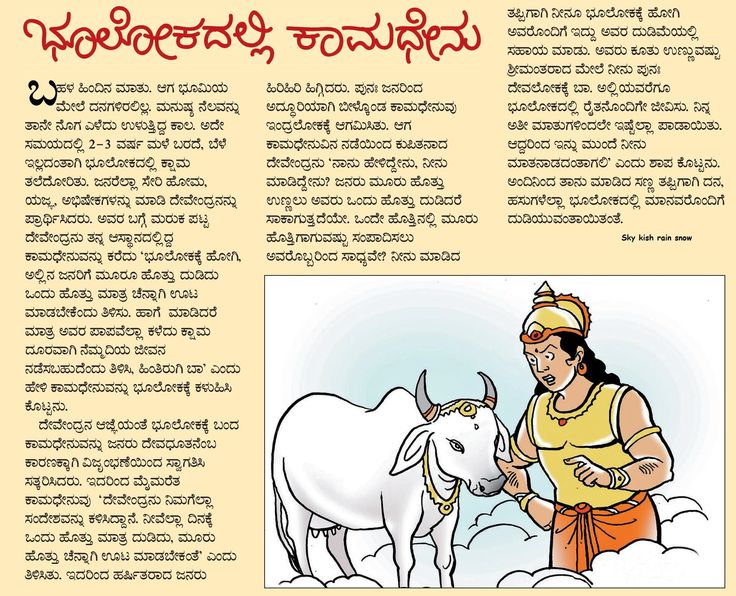 ಭೂಲೋಕದಲ್ಲಿ ಕಾಮಧೇನು
ಬಹಳ ಹಿಂದಿನ ಮಾತು. ಆಗ ಭೂಮಿಯ
ಮೇಲೆ ದನಗಳಿರಲಿಲ್ಲ. ಮನುಷ್ಯ ನೆಲವನ್ನು
ತಾನೇ ನೊಗ ಎಳೆದು ಉಳುತ್ತಿದ್ದ ಕಾಲ. ಅದೇ
ಸಮಯದಲ್ಲಿ 2-3 ವರ್ಷ ಮಳೆ ಬರದೆ, ಬೆಳೆ
ಇಲ್ಲದಂತಾಗಿ ಭೂಲೋಕದಲ್ಲಿ ಕ್ಷಾಮ
ತಲೆದೋರಿತು. ಜನರೆಲ್ಲಾ ಸೇರಿ ಹೋಮ,
ಯಜ್ಞ, ಅಭಿಷೇಕಗಳನ್ನು ಮಾಡಿ ದೇವೇಂದ್ರನನ್ನು
ಪ್ರಾರ್ಥಿಸಿದರು. ಅವರ ಬಗ್ಗೆ ಮರುಕ ಪಟ್ಟ
ದೇವೇಂದ್ರನು ತನ್ನ ಆಸ್ಥಾನದಲ್ಲಿದ್ದ
ಕಾಮಧೇನುವನ್ನು ಕರೆದು ‘ಭೂಲೋಕಕ್ಕೆ ಹೋಗಿ,
ಅಲ್ಲಿನ ಜನರಿಗೆ ಮೂರೂ ಹೊತ್ತು ದುಡಿದು
ಒಂದು ಹೊತ್ತು ಮಾತ್ರ ಚೆನ್ನಾಗಿ ಊಟ
ಮಾಡಬೇಕೆಂದು ತಿಳಿಸು. ಹಾಗೆ ಮಾಡಿದರೆ
ಮಾತ್ರ ಅವರ ಪಾಪವೆಲ್ಲಾ ಕಳೆದು ಕ್ಷಾಮ
ದೂರವಾಗಿ ನೆಮ್ಮದಿಯ ಜೀವನ
ನಡೆಸಬಹುದೆಂದು ತಿಳಿಸಿ, ಹಿಂತಿರುಗಿ ಬಾ’ ಎಂದು
ಹೇಳಿ ಕಾಮಧೇನುವನ್ನು ಭೂಲೋಕಕ್ಕೆ ಕಳುಹಿಸಿ
ಕೊಟ್ಟನು.
ದೇವೇಂದ್ರನ ಆಜ್ಞೆಯಂತೆ ಭೂಲೋಕಕ್ಕೆ ಬಂದ
ಕಾಮಧೇನುವನ್ನು ಜನರು ದೇವಧೂತನೆಂಬ
ಕಾರಣಕ್ಕಾಗಿ ವಿಜೃಂಭಣೆಯಿಂದ ಸ್ವಾಗತಿಸಿ
ಸತ್ಕರಿಸಿದರು. ಇದರಿಂದ ಮೈಮರೆತ
ಕಾಮಧೇನುವು ‘ದೇವೇಂದ್ರನು ನಿಮಗೆಲ್ಲಾ
ಸಂದೇಶವನ್ನು ಕಳಿಸಿದ್ದಾನೆ. ನೀವೆಲ್ಲಾ ದಿನಕ್ಕೆ
ಒಂದು ಹೊತ್ತು ಮಾತ್ರ ದುಡಿದು, ಮೂರು
ಹೊತ್ತು ಚೆನ್ನಾಗಿ ಊಟ ಮಾಡಬೇಕಂತೆ’ ಎಂದು
ತಿಳಿಸಿತು. ಇದರಿಂದ ಹರ್ಷಿತರಾದ ಜನರು
ಹಿರಿಹಿರಿ ಹಿಗ್ಗಿದರು. ಪುನಃ ಜನರಿಂದ
ಅದ್ಧೂರಿಯಾಗಿ ಬೀಳ್ಕೊಂಡ ಕಾಮಧೇನುವು
ಇಂದ್ರಲೋಕಕ್ಕೆ ಆಗಮಿಸಿತು. ಆಗ
ಕಾಮಧೇನುವಿನ ನಡೆಯಿಂದ ಕುಪಿತನಾದ
ದೇವೇಂದ್ರನು ‘ನಾನು ಹೇಳಿದ್ದೇನು, ನೀನು
ಮಾಡಿದ್ದೇನು? ಜನರು ಮೂರು ಹೊತ್ತು
ಉಣ್ಣಲು ಅವರು ಒಂದು ಹೊತ್ತು ದುಡಿದರೆ
ಸಾಕಾಗುತ್ತದೆಯೇ. ಒಂದೇ ಹೊತ್ತಿನಲ್ಲಿ ಮೂರು
ಹೊತ್ತಿಗಾಗುವಷ್ಟು ಸಂಪಾದಿಸಲು
ಅವರೊಬ್ಬರಿಂದ ಸಾಧ್ಯವೇ? ನೀನು ಮಾಡಿದ
ತಪ್ಪಿಗಾಗಿ ನೀನೂ ಭೂಲೋಕಕ್ಕೆ ಹೋಗಿ
ಅವರೊಂದಿಗೆ ಇದ್ದು ಅವರ ದುಡಿಮೆಯಲ್ಲಿ
ಸಹಾಯ ಮಾಡು. ಅವರು ಕೂತು ಉಣ್ಣುವಷ್ಟು
ಶ್ರೀಮಂತರಾದ ಮೇಲೆ ನೀನು ಪುನಃ
ದೇವಲೋಕಕ್ಕೆ ಬಾ. ಅಲ್ಲಿಯವರೆಗೂ
ಭೂಲೋಕದಲ್ಲಿ ರೈತನೊಂದಿಗೇ ಜೀವಿಸು. ನಿನ್ನ
ಅತೀ ಮಾತುಗಳಿಂದಲೇ ಇಷ್ಟೆಲ್ಲಾ ಪಾಡಾಯಿತು.
ಆದ್ದರಿಂದ ಇನ್ನು ಮುಂದೆ ನೀನು
ಮಾತನಾಡದಂತಾಗಲಿ’ ಎಂದು ಶಾಪ ಕೊಟ್ಟನು.
ಅಂದಿನಿಂದ ತಾನು ಮಾಡಿದ ಸಣ್ಣ ತಪ್ಪಿಗಾಗಿ ದನ,
ಹಸುಗಳೆಲ್ಲಾ ಭೂಲೋಕದಲ್ಲಿ ಮಾನವರೊಂದಿಗೆ
ದುಡಿಯುವಂತಾಯಿತಂತೆ.
Sky kish rain snow